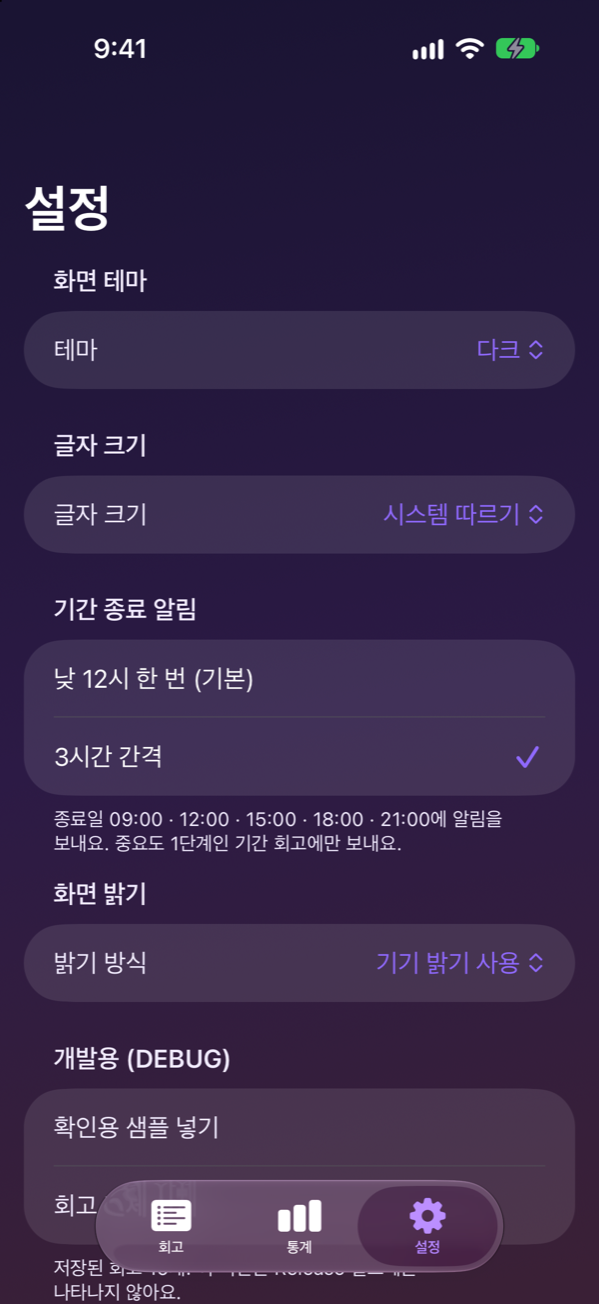 9:41
설정
화면 테마
테마 다크
글자 크기
글자 크기 시스템 따르기
기간 종료 알림
낮 12시 한 번 (기본)
3시간 간격
종료일 09:00 · 12:00 · 15:00 · 18:00 · 21:00에 알림을
보내요. 중요도 1단계인 기간 회고에만 보내요.
화면 밝기
밝기 방식 기기 밝기 사용
개발용 (DEBUG)
확인용 샘플 넣기
회고
회고 통계 설정
저장된 회고
나타나지 않아요.